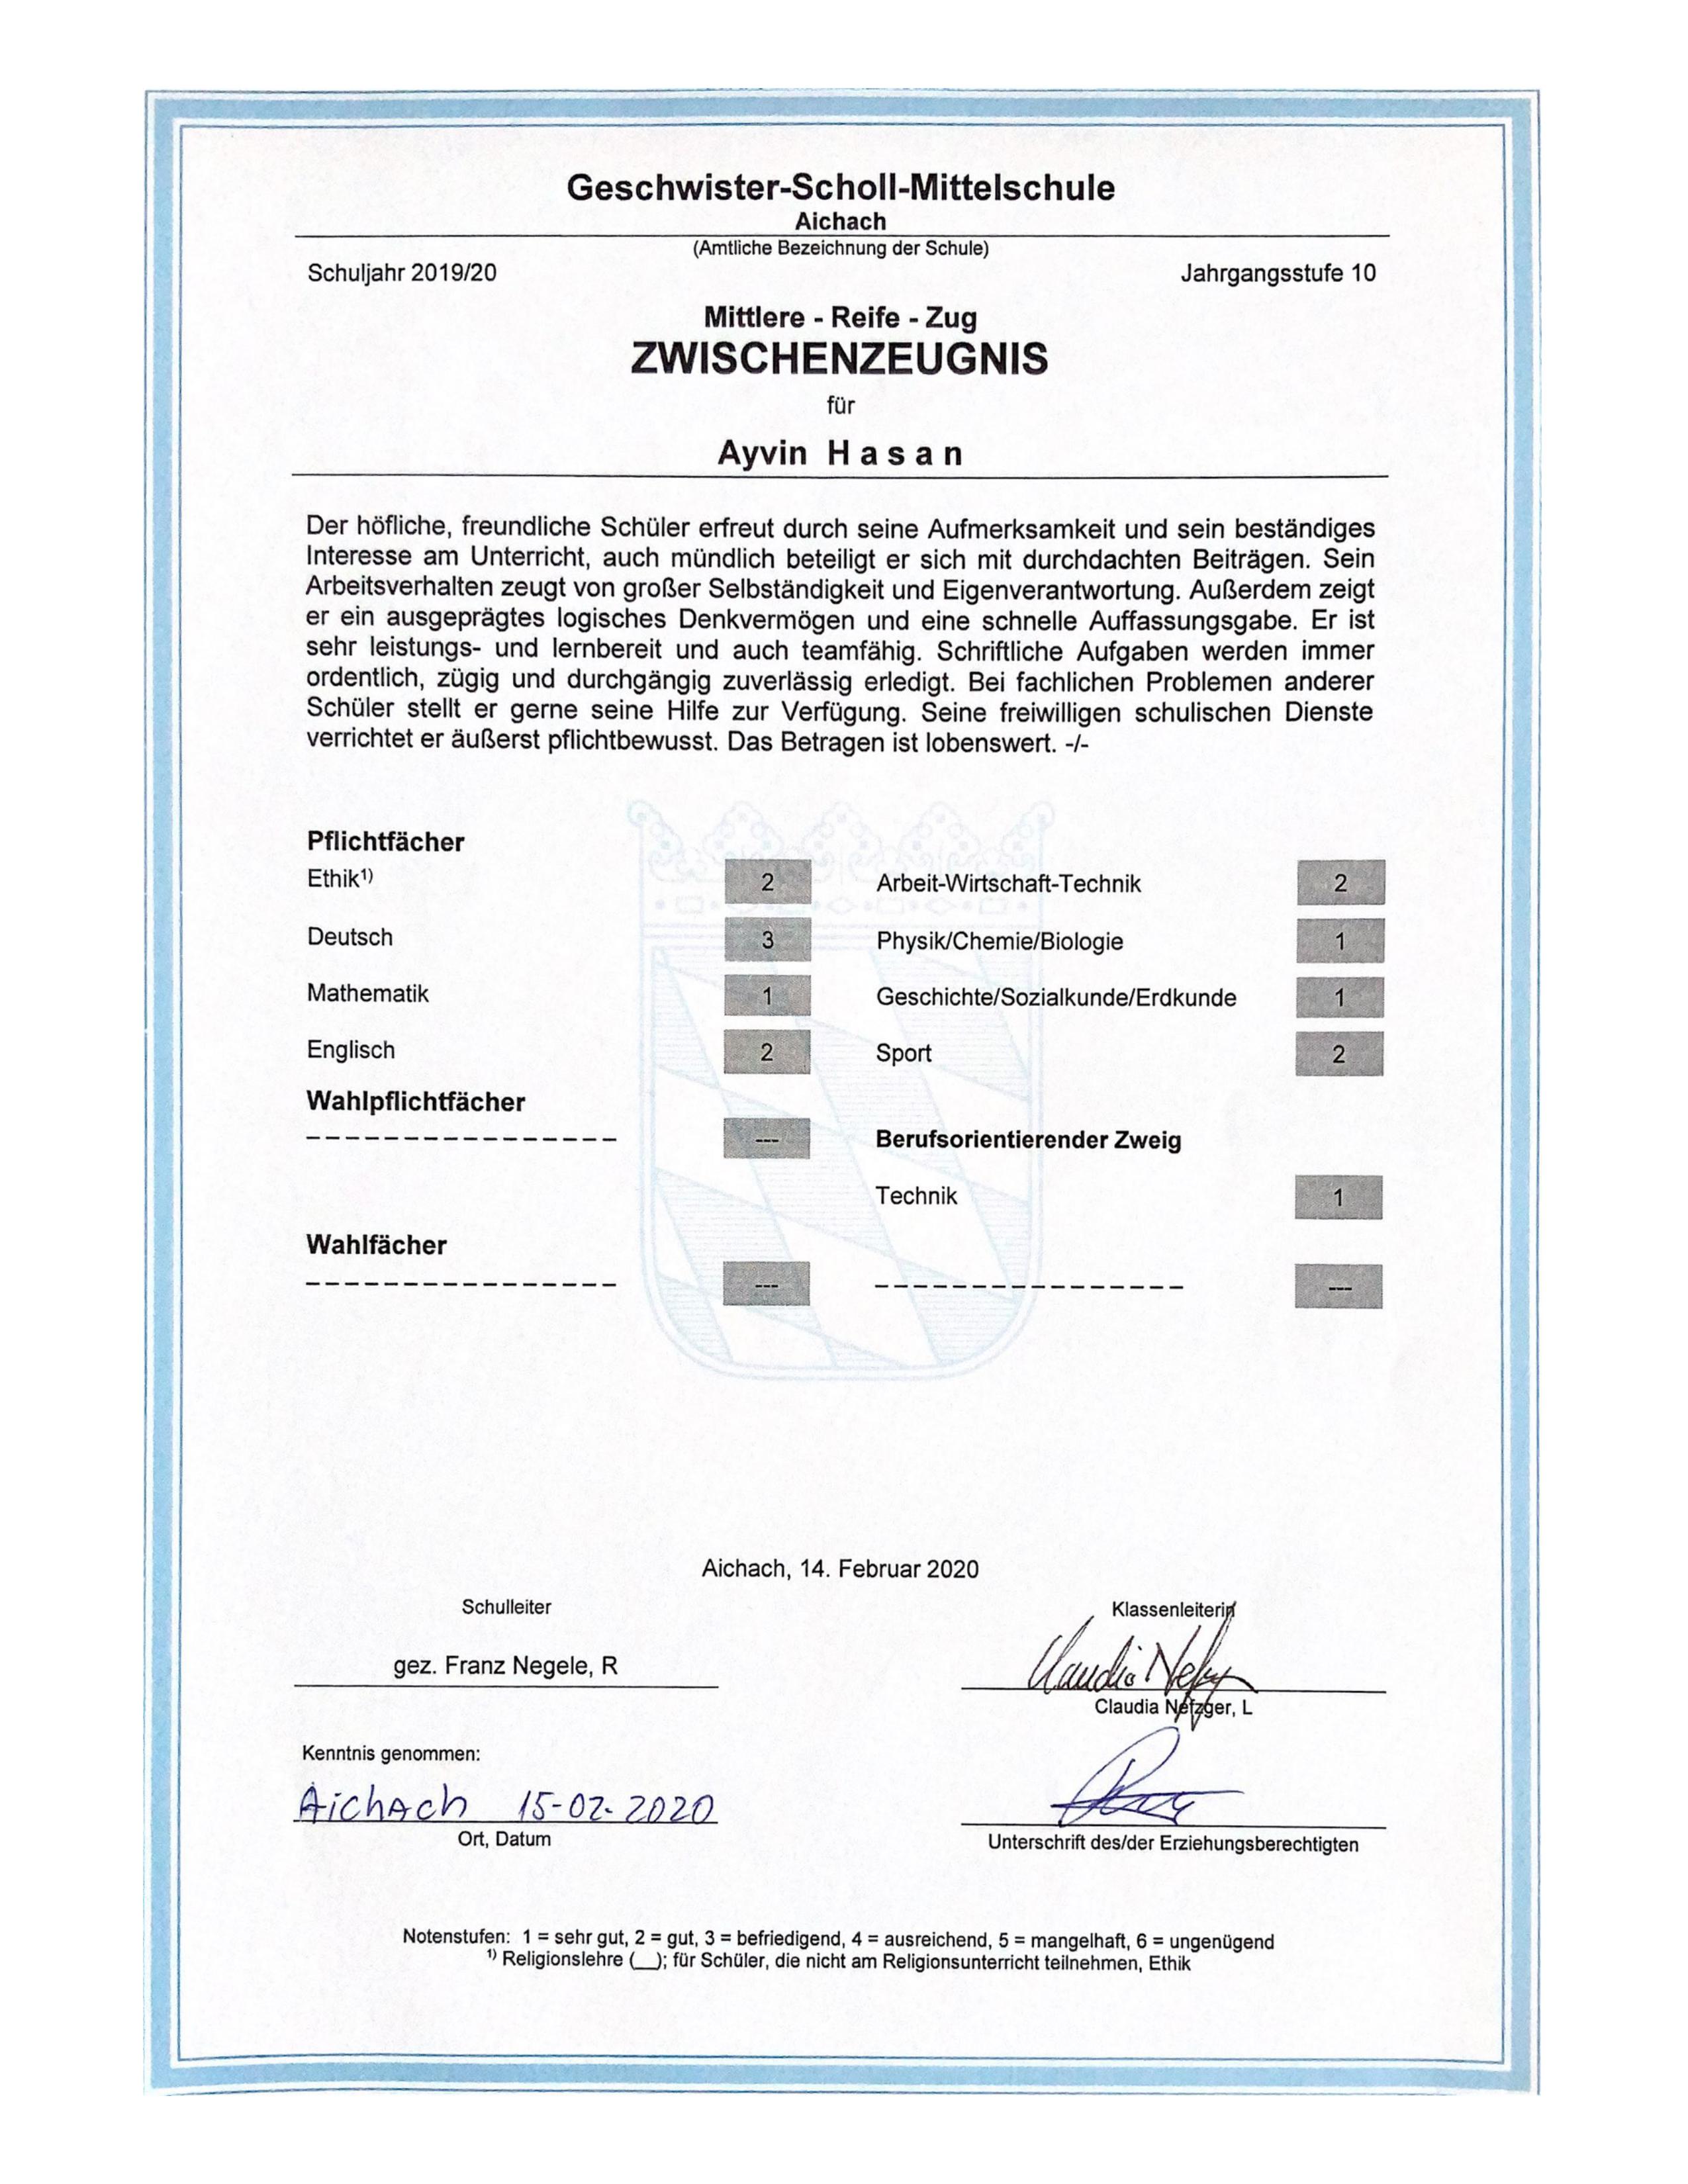 Geschwister-Scholl-Mittelschule
Aichach
(Amtliche Bezeichnung der Schule)
Schuljahr 2019/20 Jahrgangsstufe 10
Mittlere - Reife - Zug
ZWISCHENZEUGNIS
für
Ayvin H a s a n
Der höfliche, freundliche Schüler erfreut durch seine Aufmerksamkeit und sein beständiges
Interesse am Unterricht, auch mündlich beteiligt er sich mit durchdachten Beiträgen. Sein
Arbeitsverhalten zeugt von großer Selbständigkeit und Eigenverantwortung. Außerdem zeigt
er ein ausgeprägtes logisches Denkvermögen und eine schnelle Auffassungsgabe. Er ist
sehr leistungs- und lernbereit und auch teamfähig. Schriftliche Aufgaben werden immer
ordentlich, zügig und durchgängig zuverlässig erledigt. Bei fachlichen Problemen anderer
Schüler stellt er gerne seine Hilfe zur Verfügung. Seine freiwilligen schulischen Dienste
verrichtet er äußerst pflichtbewusst. Das Betragen ist lobenswert. -/-
Pflichtfächer
Ethik1) 2 Arbeit-Wirtschaft-Technik 2
Deutsch 3 Physik/Chemie/Biologie 1
Mathematik 1 Geschichte/Sozialkunde/Erdkunde 1
Englisch 2 Sport 2
Wahlpflichtfächer
---------------- --- Berufsorientierender Zweig
Technik 1
Wahlfächer
---------------- --- ---------------- ---
Aichach, 14. Februar 2020
Schulleiter Klassenleiterin
gez. Franz Negele, R
Claudia Nefzger, L
Kenntnis genommen:
Aichach 15-02-2020
Ort, Datum Unterschrift des/der Erziehungsberechtigten
Notenstufen: 1 = sehr gut, 2 = gut, 3 = befriedigend, 4 = ausreichend, 5 = mangelhaft, 6 = ungenügend
1) Religionslehre (__); für Schüler, die nicht am Religionsunterricht teilnehmen, Ethik